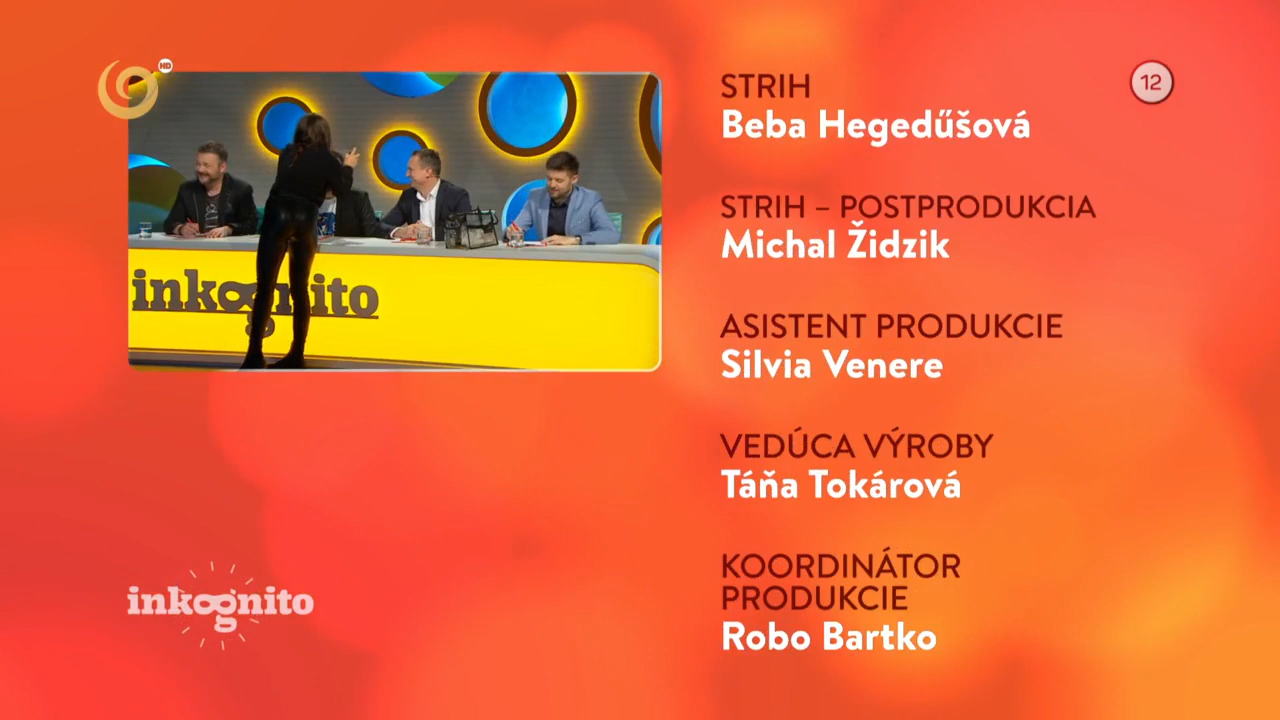 HD
inkognito
STRIH
Beba Hegedűšová
12
STRIH – POSTPRODUKCIA
Michal Židzik
ASISTENT PRODUKCIE
Silvia Venere
VEDÚCA VÝROBY
Táňa Tokárová
KOORDINÁTOR
PRODUKCIE
Robo Bartko
inkognito